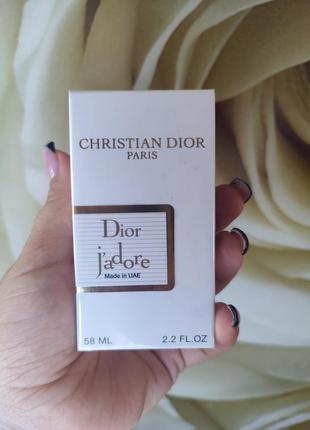 CHRISTIAN DIOR
PARIS
Dior
j'adore
Made in UAE
58 ML
2.2 FL.OZ